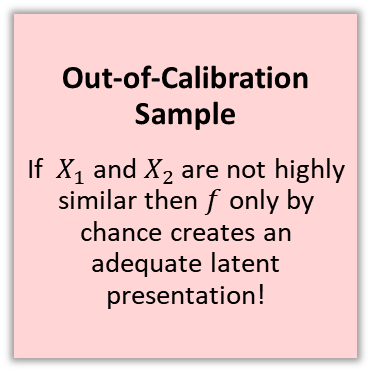 Out-of-Calibration
Sample
If X₁ and X₂ are not highly
similar then f only by
chance creates an
adequate latent
presentation!